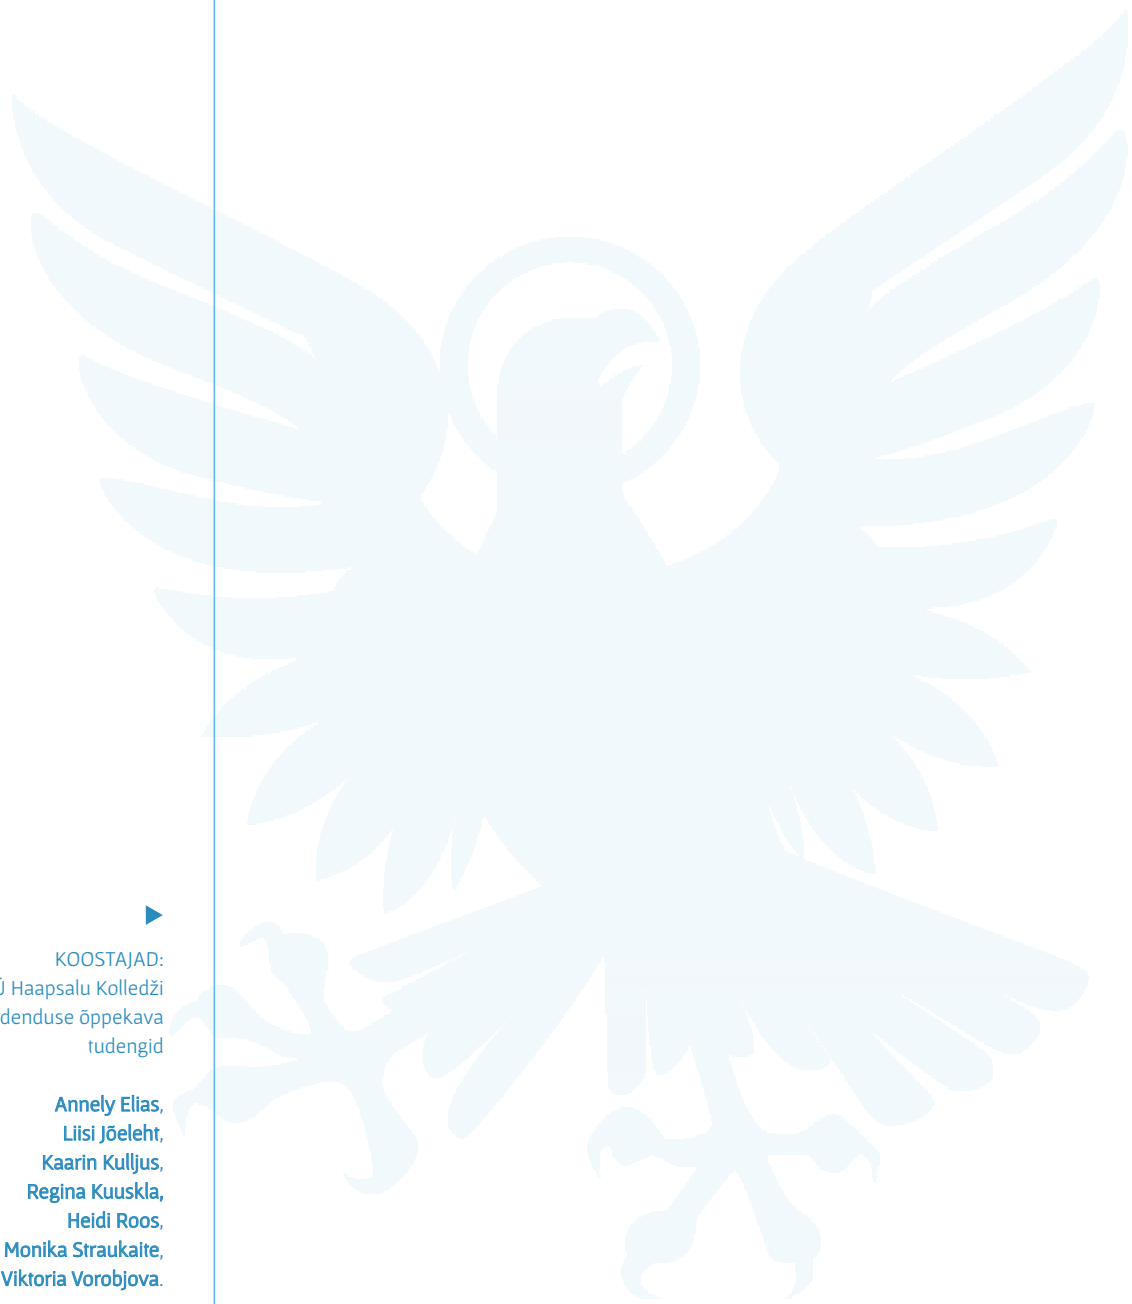 KOOSTAJAD:
Haapsalu Kolledži
õppekava
tudengid
Annely Elias,
Liisi Jõeleht,
Kaarin Kulljus,
Regina Kuuskla,
Heidi Roos,
Monika Straukaite,
Viktoria Vorobjova.